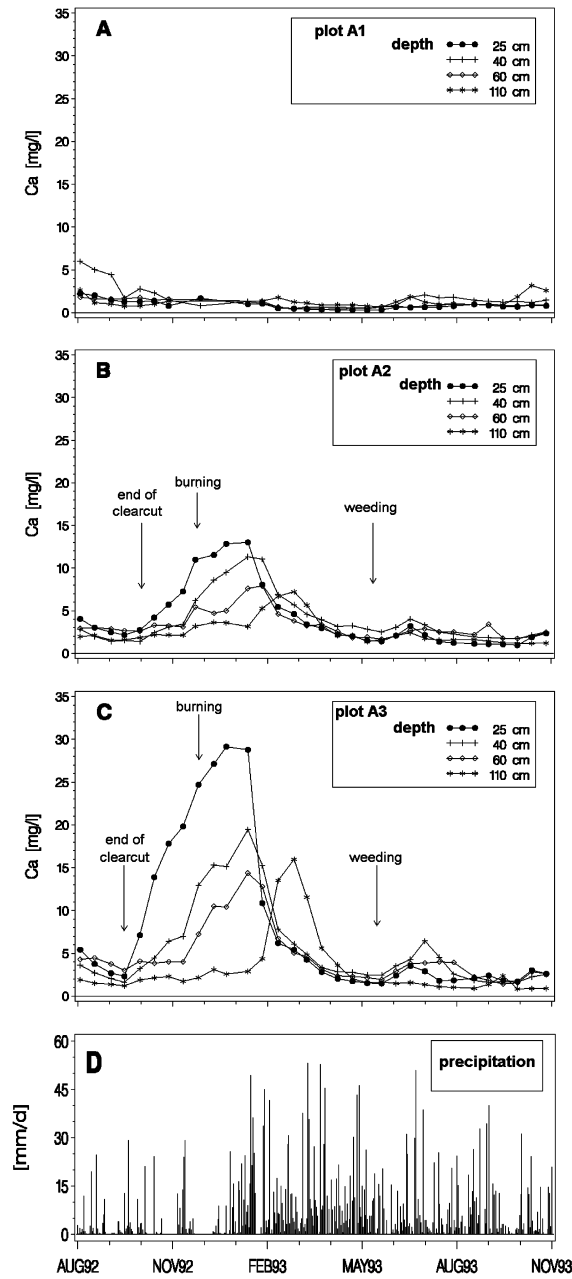 A
plot A1
depth
25 cm
40 cm
60 cm
110 cm
Ca [mg/l]
35
30
25
20
15
10
5
0
B
plot A2
depth
25 cm
40 cm
60 cm
110 cm
Ca [mg/l]
35
30
25
20
15
10
5
0
end of
clearcut
burning
weeding
C
plot A3
depth
25 cm
40 cm
60 cm
110 cm
Ca [mg/l]
35
30
25
20
15
10
5
0
burning
end of
clearcut
weeding
D
precipitation
[mm/d]
60
45
30
15
0
AUG92 NOV92 FEB93 MAY93 AUG93 NOV93